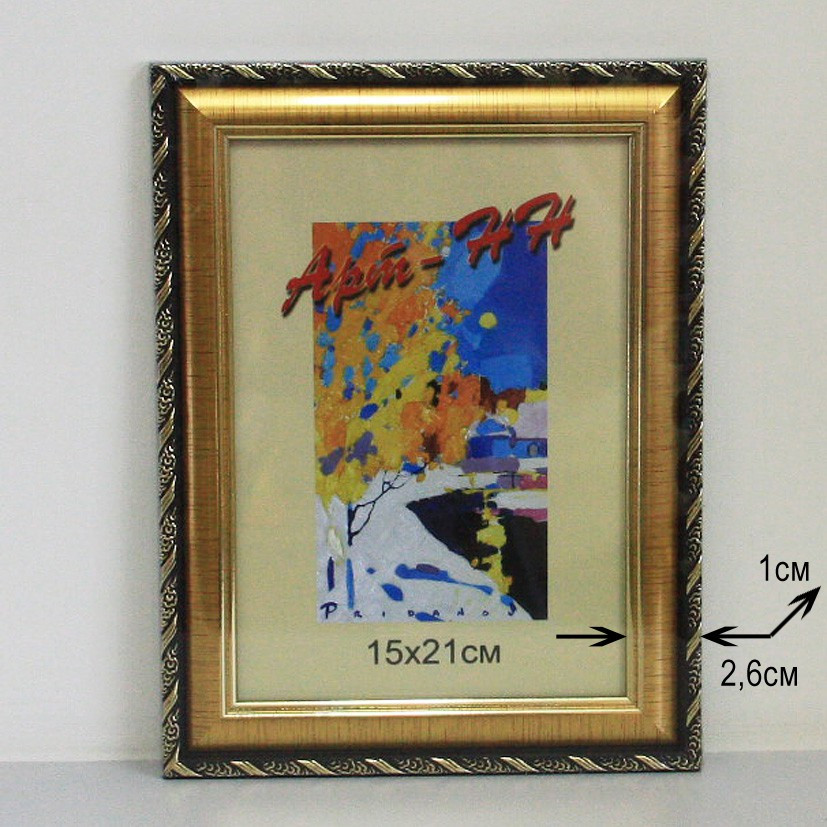 Арт-НН
PRIDANOV
15x21см
1см
2,6см